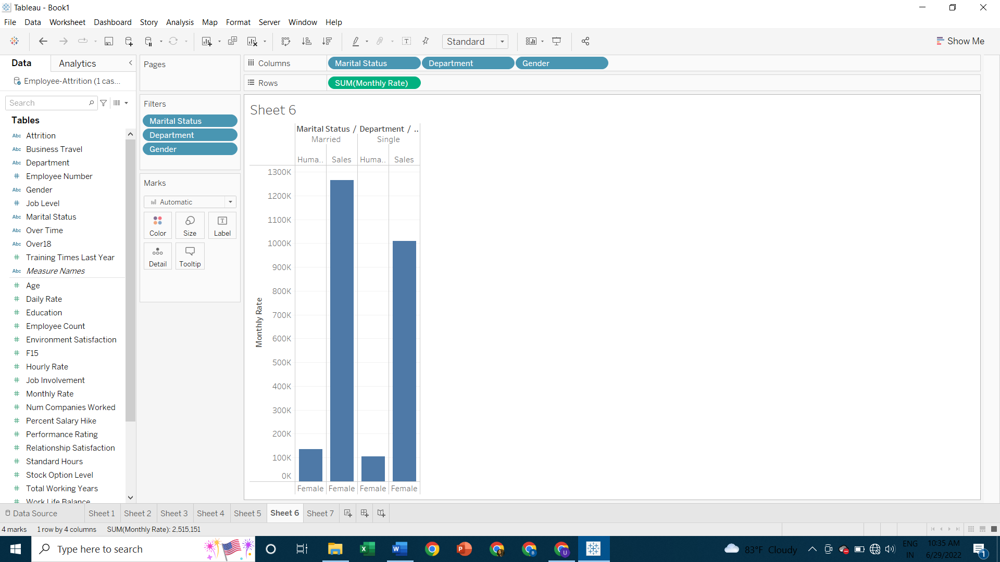 Tableau - Book1
File Data Worksheet Dashboard Story Analysis Map Format Server Window Help
Standard
Show Me
Data Analytics
Employee-Attrition (1 cas...
Search
Tables
Abc Attrition
Abc Business Travel
Abc Department
# Employee Number
Abc Gender
# Job Level
Abc Marital Status
Abc Over Time
Abc Over18
# Training Times Last Year
Abc Measure Names
# Age
# Daily Rate
# Education
# Employee Count
# Environment Satisfaction
# F15
# Hourly Rate
# Job Involvement
# Monthly Rate
# Num Companies Worked
# Percent Salary Hike
# Performance Rating
# Relationship Satisfaction
# Standard Hours
# Stock Option Level
# Total Working Years
# Work Life Balance
Pages
Filters
Marital Status
Department
Gender
Marks
Automatic
Color Size Label
Detail Tooltip
Columns Marital Status Department Gender
Rows SUM(Monthly Rate)
Sheet 6
Marital Status / Department / ..
Married Single
Huma.. Sales Huma.. Sales
1300K
1200K
1100K
1000K
900K
800K
700K
600K
500K
400K
300K
200K
100K
0K
Monthly Rate
Female Female Female Female
Data Source Sheet 1 Sheet 2 Sheet 3 Sheet 4 Sheet 5 Sheet 6 Sheet 7
4 marks 1 row by 4 columns SUM(Monthly Rate): 2,515,151
Type here to search
83°F Cloudy
ENG
IN
10:35 AM
6/29/2022
1